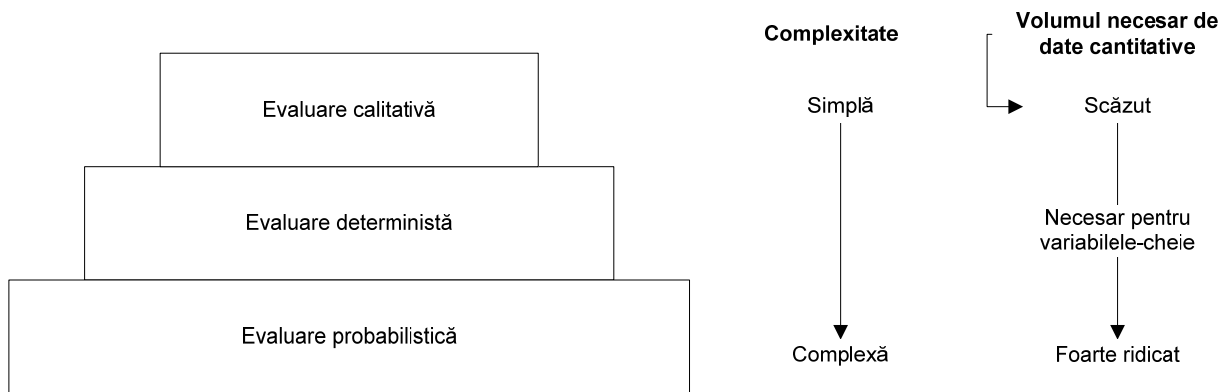 Complexitate
Volumul necesar de
date cantitative
Evaluare calitativă
Simplă
Scăzut
Evaluare deterministă
Necesar pentru
variabilele-cheie
Evaluare probabilistică
Complexă
Foarte ridicat